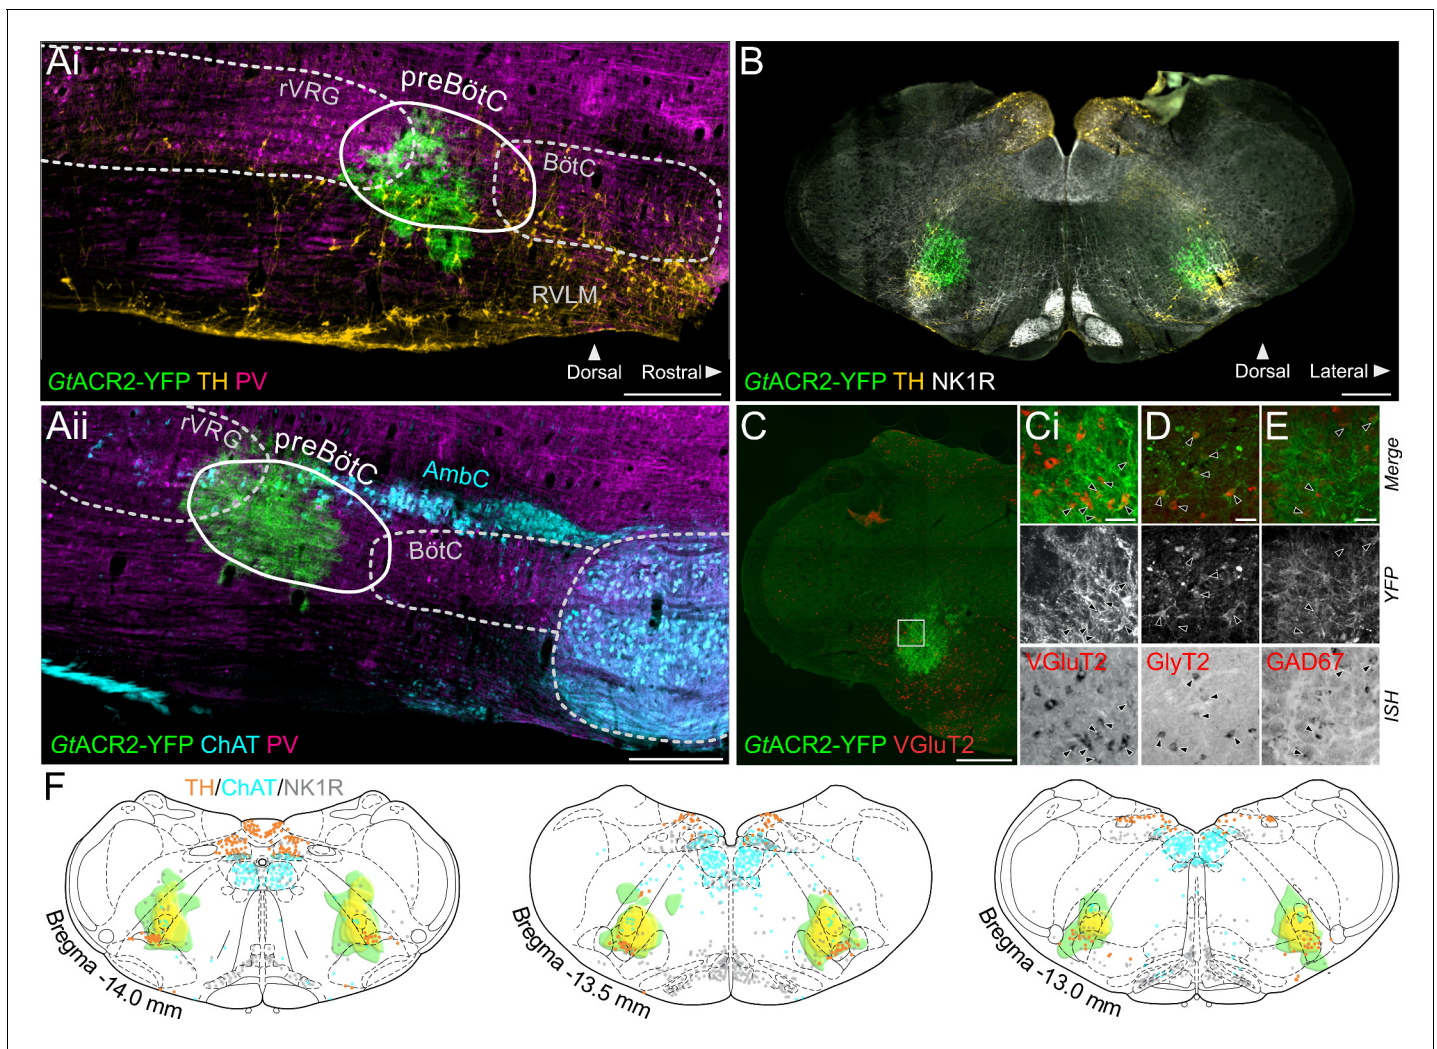 Ai
rVRG
preBötC
BötC
RVLM
Dorsal
Rostral
GtACR2-YFP TH PV
B
Dorsal
Lateral
GtACR2-YFP TH NK1R
Aii
rVRG
preBötC
AmbC
BötC
GtACR2-YFP ChAT PV
C
GtACR2-YFP VGluT2
Ci
D
E
Merge
YFP
VGluT2
GlyT2
GAD67
ISH
F
TH/ChAT/NK1R
Bregma -14.0 mm
Bregma -13.5 mm
Bregma -13.0 mm